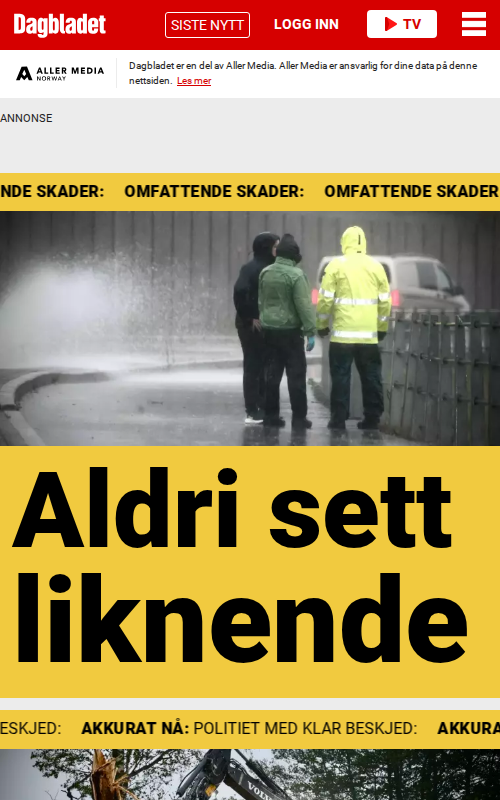 Dagbladet
SISTE NYTT
LOGG INN
TV
ALLER MEDIA
NORWAY
Dagbladet er en del av Aller Media. Aller Media er ansvarlig for dine data på denne
nettsiden. Les mer
ANNONSE
NDE SKADER: OMFATTENDE SKADER: OMFATTENDE SKADER
Aldri sett
liknende
ESKJED: AKKURAT NÅ: POLITIET MED KLAR BESKJED: AKKURA
VOLVO